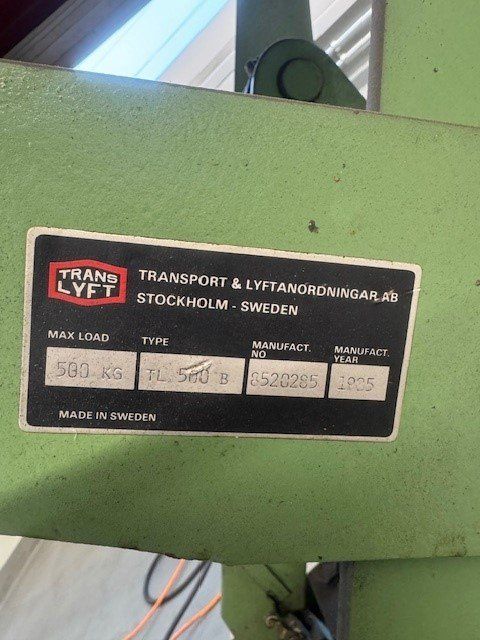 TRANS
LYFT
TRANSPORT & LYFTANORDNINGAR AB
STOCKHOLM - SWEDEN
MAX LOAD
TYPE
MANUFACT.
NO
MANUFACT.
YEAR
500 KG
TL 500 B
8520285
1985
MADE IN SWEDEN